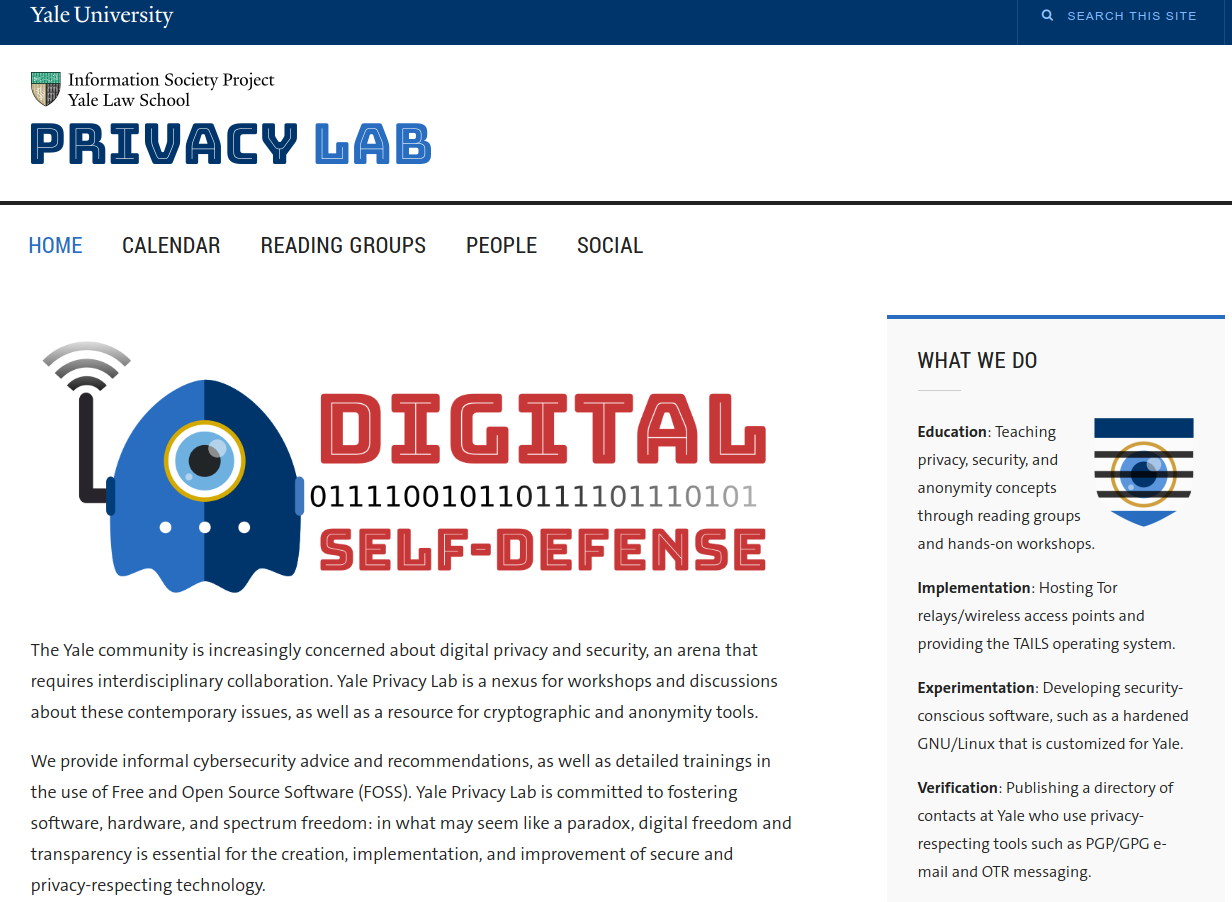 Yale University
SEARCH THIS SITE
Information Society Project
Yale Law School
PRIVACY LAB
HOME CALENDAR READING GROUPS PEOPLE SOCIAL
DIGITAL
01111001011011110111010‌1
SELF-DEFENSE
The Yale community is increasingly concerned about digital privacy and security, an arena that
requires interdisciplinary collaboration. Yale Privacy Lab is a nexus for workshops and discussions
about these contemporary issues, as well as a resource for cryptographic and anonymity tools.
We provide informal cybersecurity advice and recommendations, as well as detailed trainings in
the use of Free and Open Source Software (FOSS). Yale Privacy Lab is committed to fostering
software, hardware, and spectrum freedom: in what may seem like a paradox, digital freedom and
transparency is essential for the creation, implementation, and improvement of secure and
privacy-respecting technology.
WHAT WE DO
Education: Teaching
privacy, security, and
anonymity concepts
through reading groups
and hands-on workshops.
Implementation: Hosting Tor
relays/wireless access points and
providing the TAILS operating system.
Experimentation: Developing security-
conscious software, such as a hardened
GNU/Linux that is customized for Yale.
Verification: Publishing a directory of
contacts at Yale who use privacy-
respecting tools such as PGP/GPG e-
mail and OTR messaging.